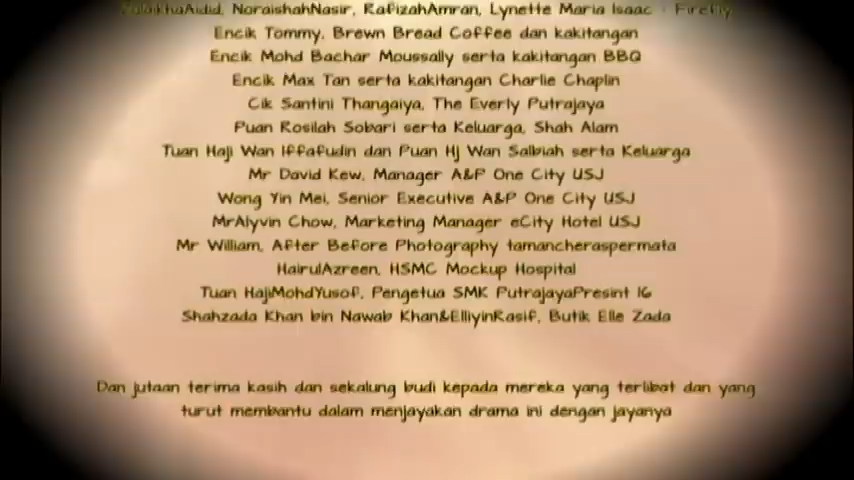 ZulaikhaAidid, NoraishahNasir, RafizahAmran, Lynette Maria Isaac - Firefly
Encik Tommy, Brewn Bread Coffee dan kakitangan
Encik Mohd Bachar Moussally serta kakitangan BBQ
Encik Max Tan serta kakitangan Charlie Chaplin
Cik Santini Thangaiya, The Everly Putrajaya
Puan Rosilah Sobari serta Keluarga, Shah Alam
Tuan Haji Wan Iffafudin dan Puan Hj Wan Salbiah serta Keluarga
Mr David Kew, Manager A&P One City USJ
Wong Yin Mei, Senior Executive A&P One City USJ
MrAlyvin Chow, Marketing Manager eCity Hotel USJ
Mr William, After Before Photography tamancheraspermata
HairulAzreen, HSMC Mockup Hospital
Tuan HajiMohdYusof, Pengetua SMK PutrajayaPresint 16
Shahzada Khan bin Nawab Khan&ElliyinRasif, Butik Elle Zada
Dan jutaan terima kasih dan sekalung budi kepada mereka yang terlibat dan yang
turut membantu dalam menjayakan drama ini dengan jayanya